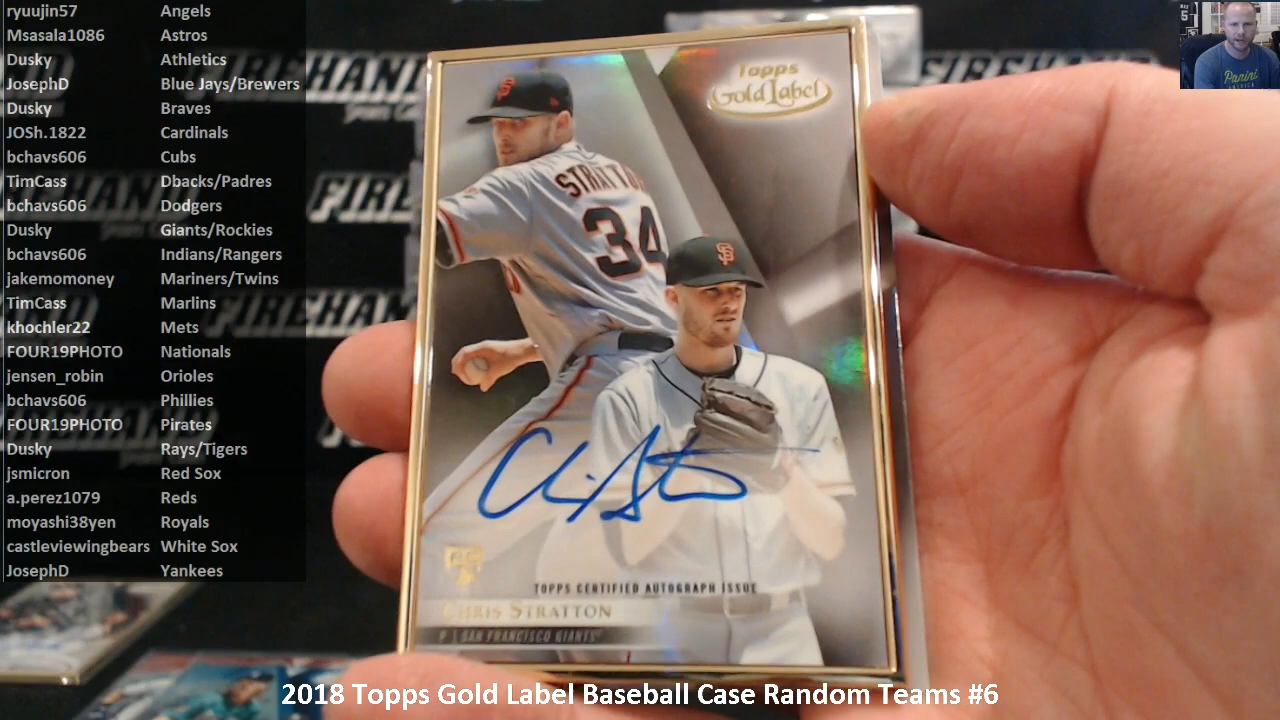 ryuujin57 Angels
Msasala1086 Astros
Dusky Athletics
JosephD Blue Jays/Brewers
Dusky Braves
JOSh.1822 Cardinals
bchavs606 Cubs
TimCass Dbacks/Padres
bchavs606 Dodgers
Dusky Giants/Rockies
bchavs606 Indians/Rangers
jakemomoney Mariners/Twins
TimCass Marlins
khochler22 Mets
FOUR19PHOTO Nationals
jensen_robin Orioles
bchavs606 Phillies
FOUR19PHOTO Pirates
Dusky Rays/Tigers
jsmicron Red Sox
a.perez1079 Reds
moyashi38yen Royals
castleviewingbears White Sox
JosephD Yankees
Topps
Gold Label
STRATTON
34
SF
SF
RC
TOPPS CERTIFIED AUTOGRAPH ISSUE
CHRIS STRATTON
P | SAN FRANCISCO GIANTS
Panini
2018 Topps Gold Label Baseball Case Random Teams #6